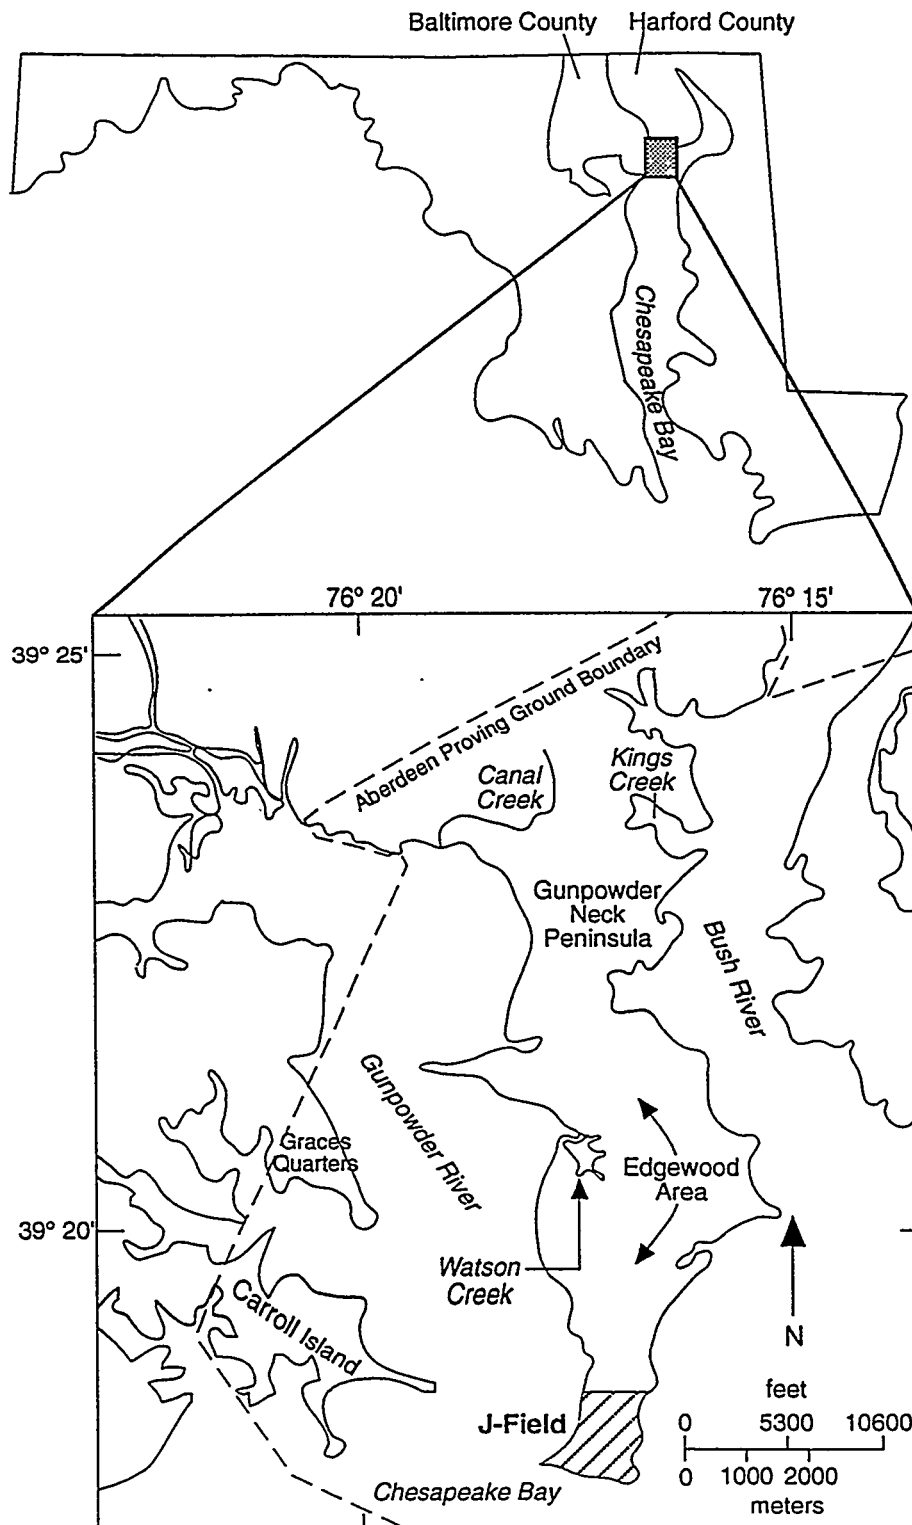 Baltimore County Harford County
Chesapeake Bay
76° 20' 76° 15'
39° 25'
Aberdeen Proving Ground Boundary
Canal
Creek
Kings
Creek
Gunpowder
Neck
Peninsula
Bush River
Gunpowder River
Graces
Quarters
Edgewood
Area
39° 20'
Watson
Creek
Carroll Island
N
feet
0 5300 10600
0 1000 2000
meters
J-Field
Chesapeake Bay